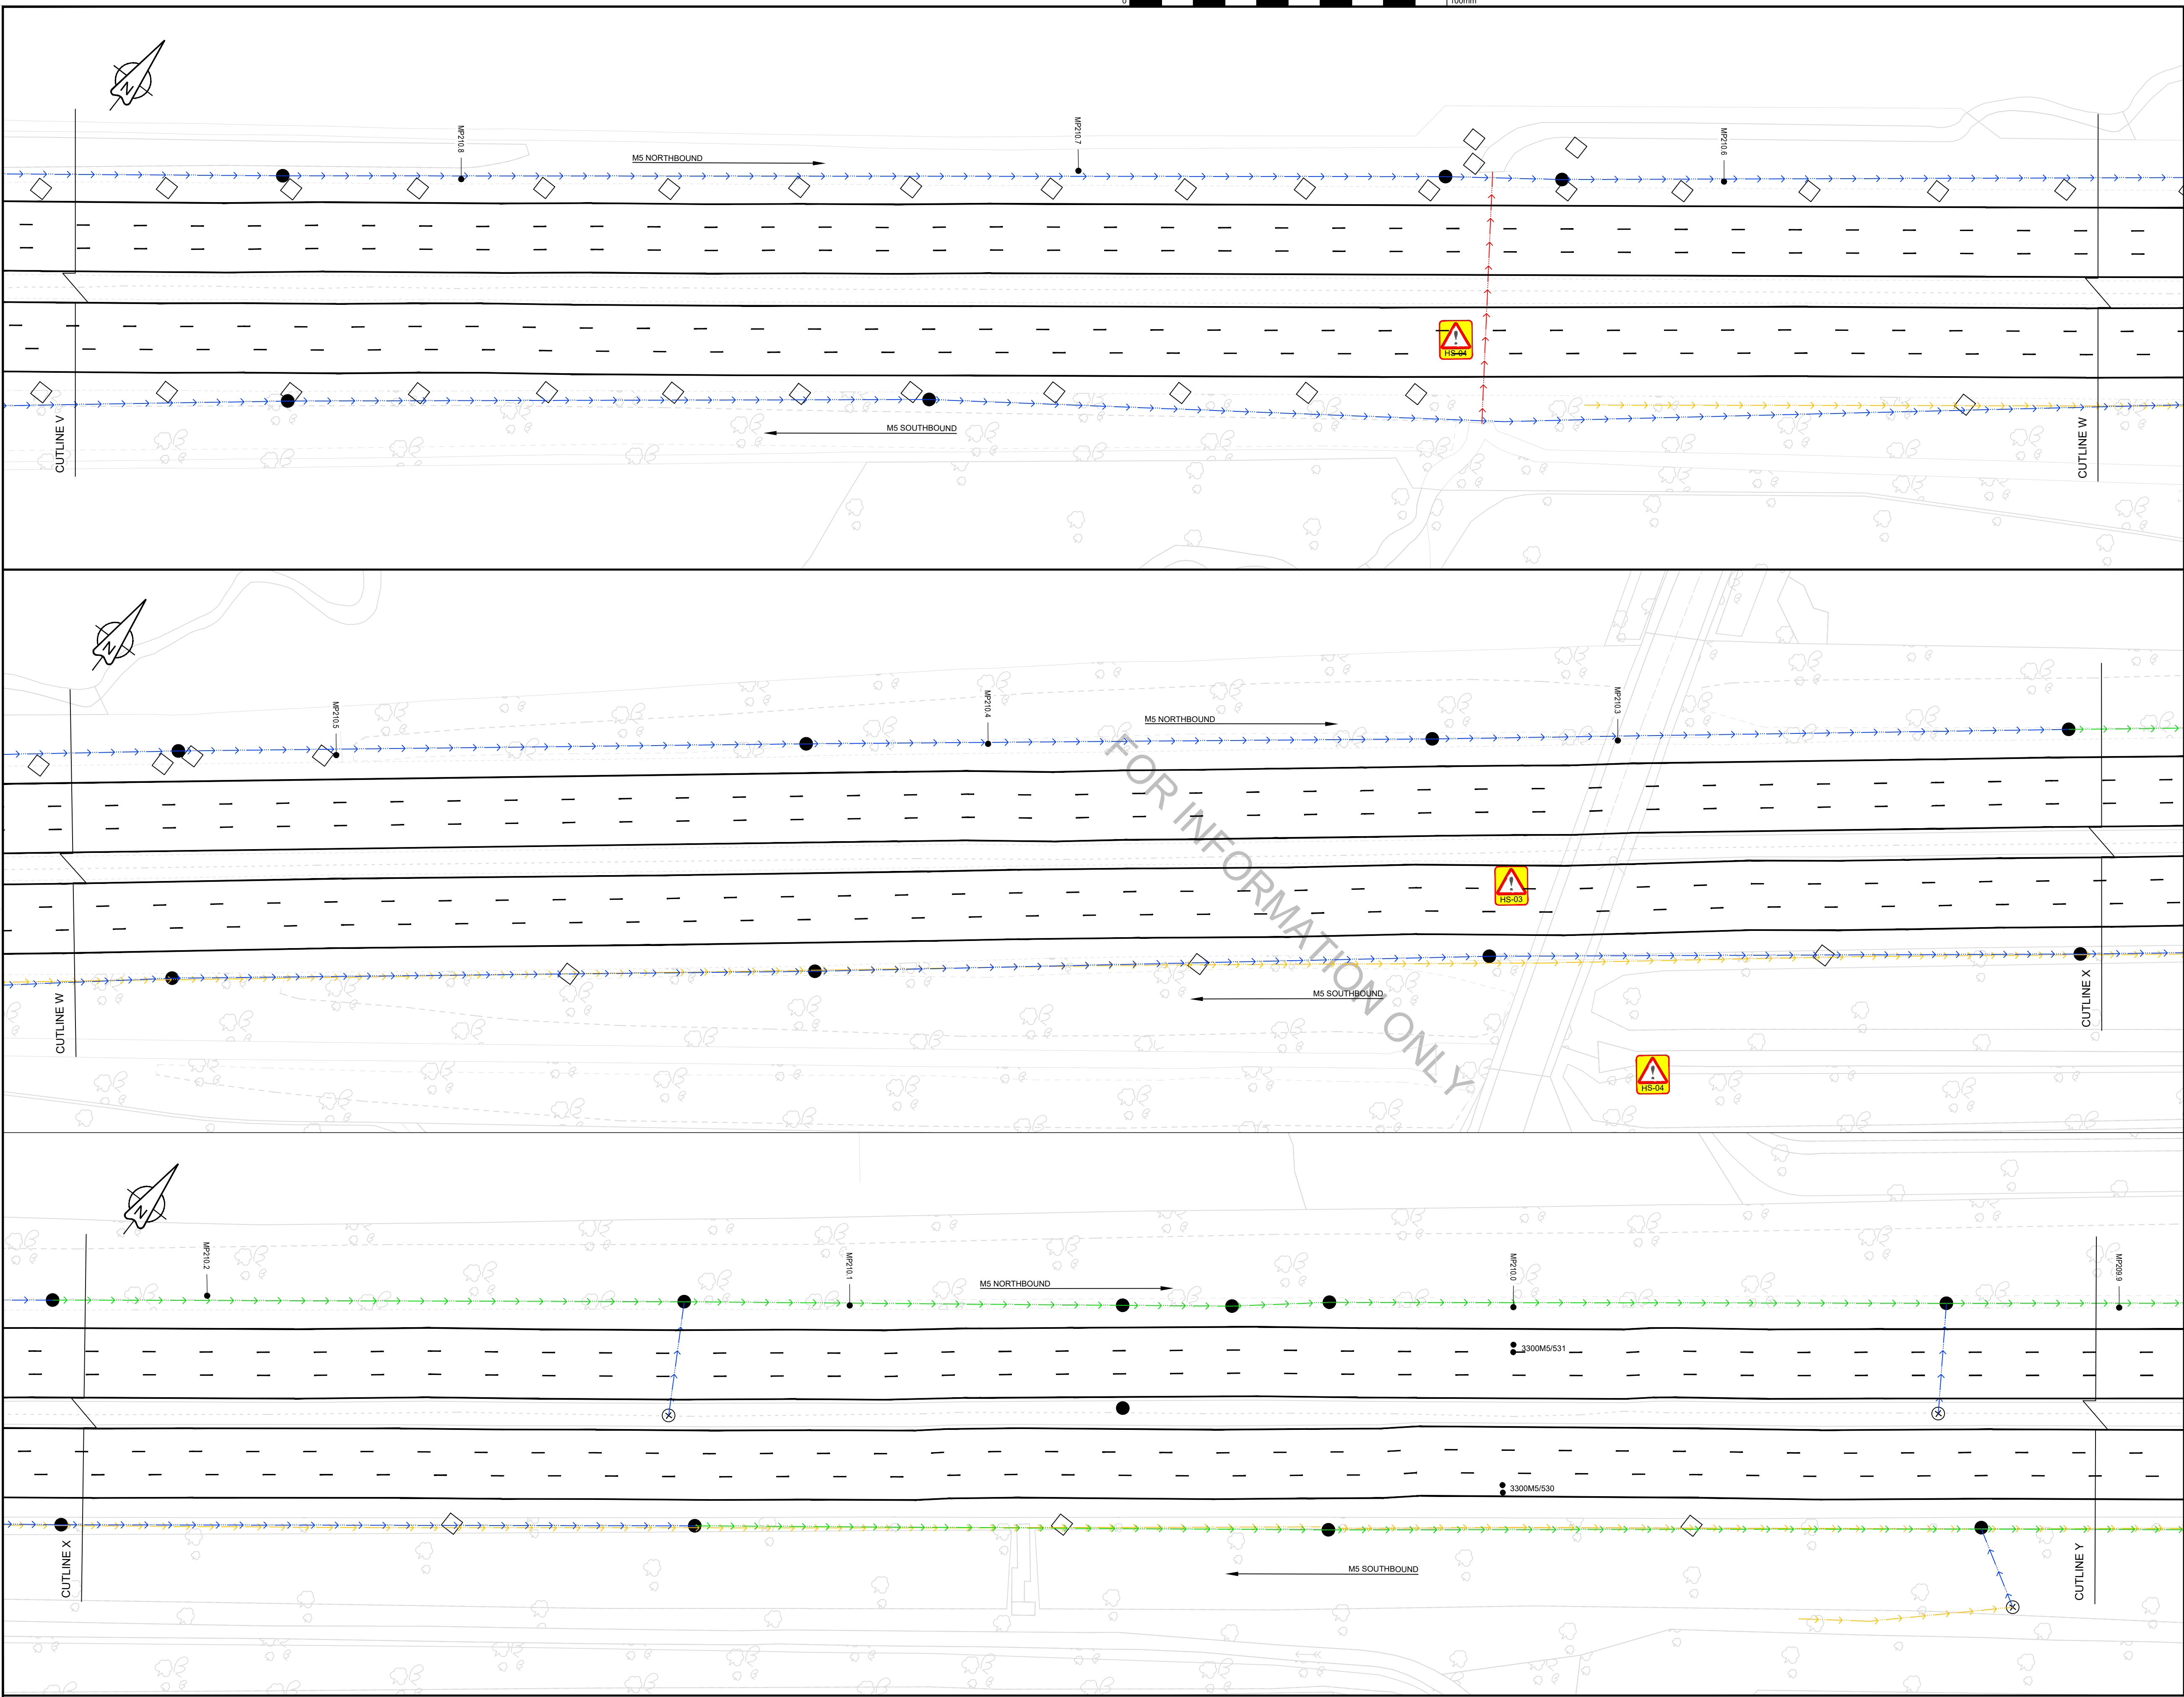 0
100mm
N
MP210.8
M5 NORTHBOUND
MP210.7
MP210.6
HS-04
M5 SOUTHBOUND
CUTLINE V
CUTLINE W
N
MP210.5
MP210.4
M5 NORTHBOUND
MP210.3
FOR INFORMATION ONLY
HS-03
M5 SOUTHBOUND
CUTLINE W
CUTLINE X
HS-04
N
MP210.2
MP210.1
M5 NORTHBOUND
MP210.0
MP209.9
3300M5/531
3300M5/530
M5 SOUTHBOUND
CUTLINE X
CUTLINE Y